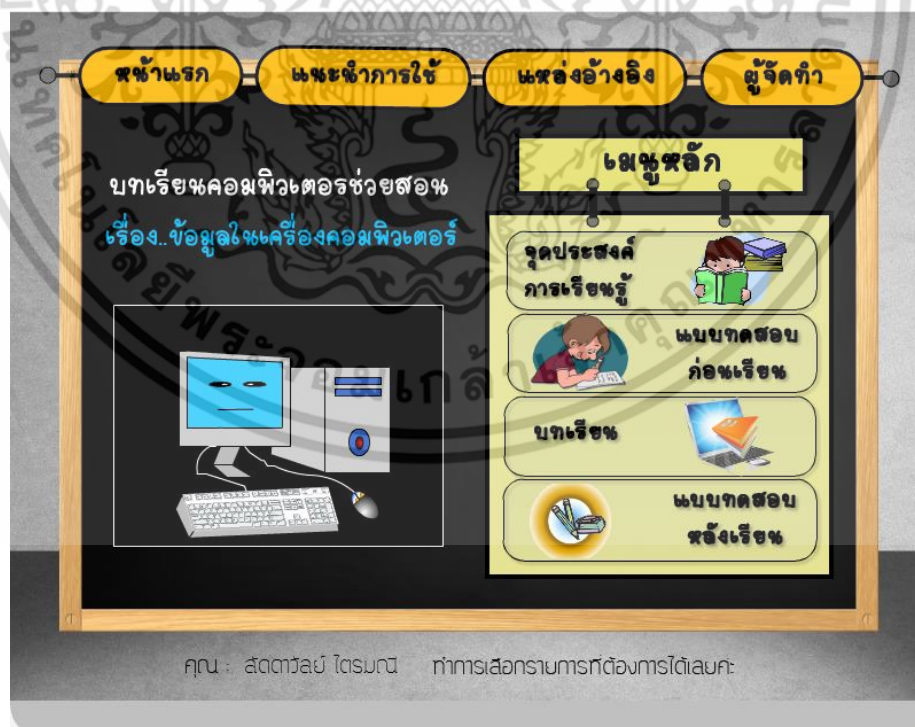 หน้าแรก
แนะนำการใช้
แหล่งอ้างอิง
ผู้จัดทำ
บทเรียนคอมพิวเตอร์ช่วยสอน
เรื่อง..ข้อมูลในเครื่องคอมพิวเตอร์
เมนูหลัก
จุดประสงค์
การเรียนรู้
แบบทดสอบ
ก่อนเรียน
บทเรียน
แบบทดสอบ
หลังเรียน
คุณ : ลัดดาวัลย์ ไตรมณี ทำการเลือกรายการที่ต้องการได้เลยค่ะ